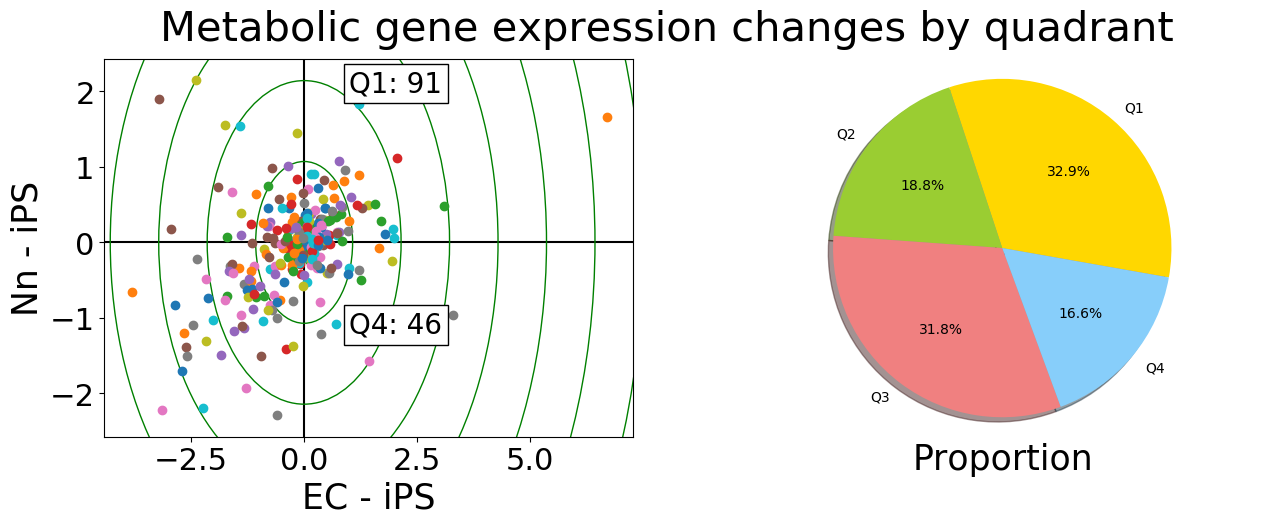 Metabolic gene expression changes by quadrant
Nn - iPS
2
1
0
−1
−2
Q1: 91
Q4: 46
−2.5 0.0 2.5 5.0
EC - iPS
Q1
Q2
32.9%
18.8%
31.8%
16.6%
Q3
Q4
Proportion